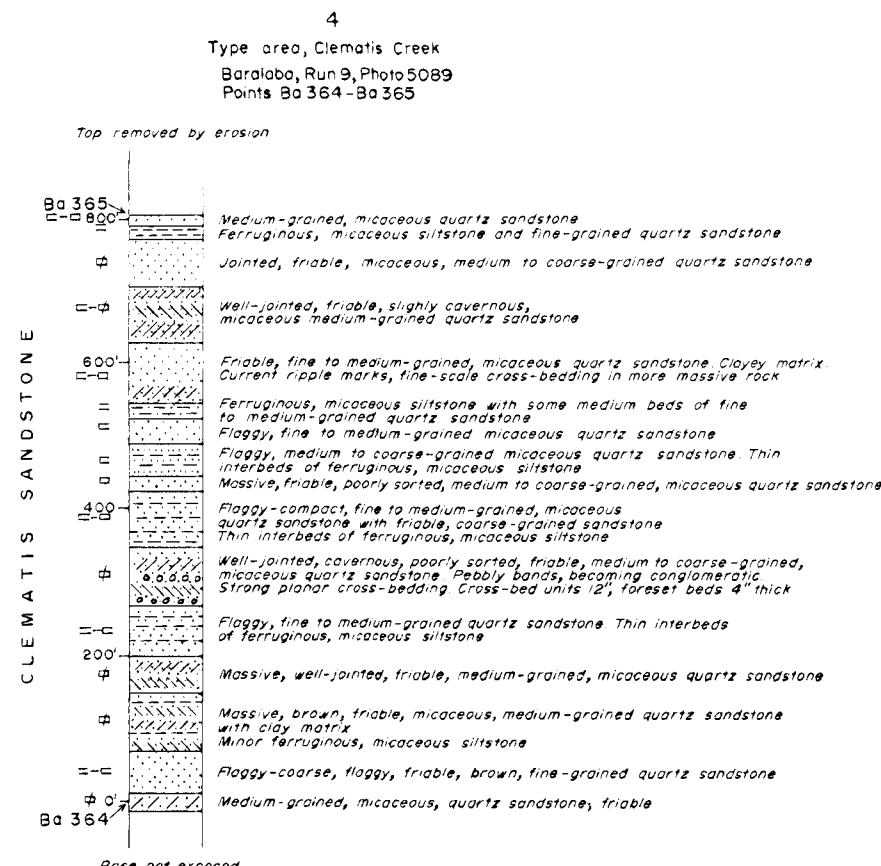 4
Type area, Clematis Creek
Baralaba, Run 9, Photo 5089
Points Ba 364-Ba 365
Top removed by erosion
Ba 365
800'
Medium-grained, micaceous quartz sandstone
Ferruginous, micaceous siltstone and fine-grained quartz sandstone
Jointed, friable, micaceous, medium to coarse-grained quartz sandstone
Well-jointed, friable, slighly cavernous,
micaceous medium-grained quartz sandstone
600'
Friable, fine to medium-grained, micaceous quartz sandstone. Clayey matrix.
Current ripple marks, fine-scale cross-bedding in more massive rock
Ferruginous, micaceous siltstone with some medium beds of fine
to medium-grained quartz sandstone
Flaggy, fine to medium-grained micaceous quartz sandstone
Flaggy, medium to coarse-grained micaceous quartz sandstone. Thin
interbeds of ferruginous, micaceous siltstone
Massive, friable, poorly sorted, medium to coarse-grained, micaceous quartz sandstone
400
Flaggy-compact, fine to medium-grained, micaceous
quartz sandstone with friable, coarse-grained sandstone
Thin interbeds of ferruginous, micaceous siltstone
Well-jointed, cavernous, poorly sorted, friable, medium to coarse-grained,
micaceous quartz sandstone. Pebbly bands, becoming conglomeratic.
Strong planar cross-bedding. Cross-bed units 12", foreset beds 4" thick
Flaggy, fine to medium-grained quartz sandstone. Thin interbeds
of ferruginous, micaceous siltstone
200'
Massive, well-jointed, friable, medium-grained, micaceous quartz sandstone
Massive, brown, friable, micaceous, medium-grained quartz sandstone
with clay matrix
Minor ferruginous, micaceous siltstone
Flaggy-coarse, flaggy, friable, brown, fine-grained quartz sandstone
0'
Medium-grained, micaceous, quartz sandstone; friable
Ba 364
Base not exposed
CLEMATIS SANDSTONE